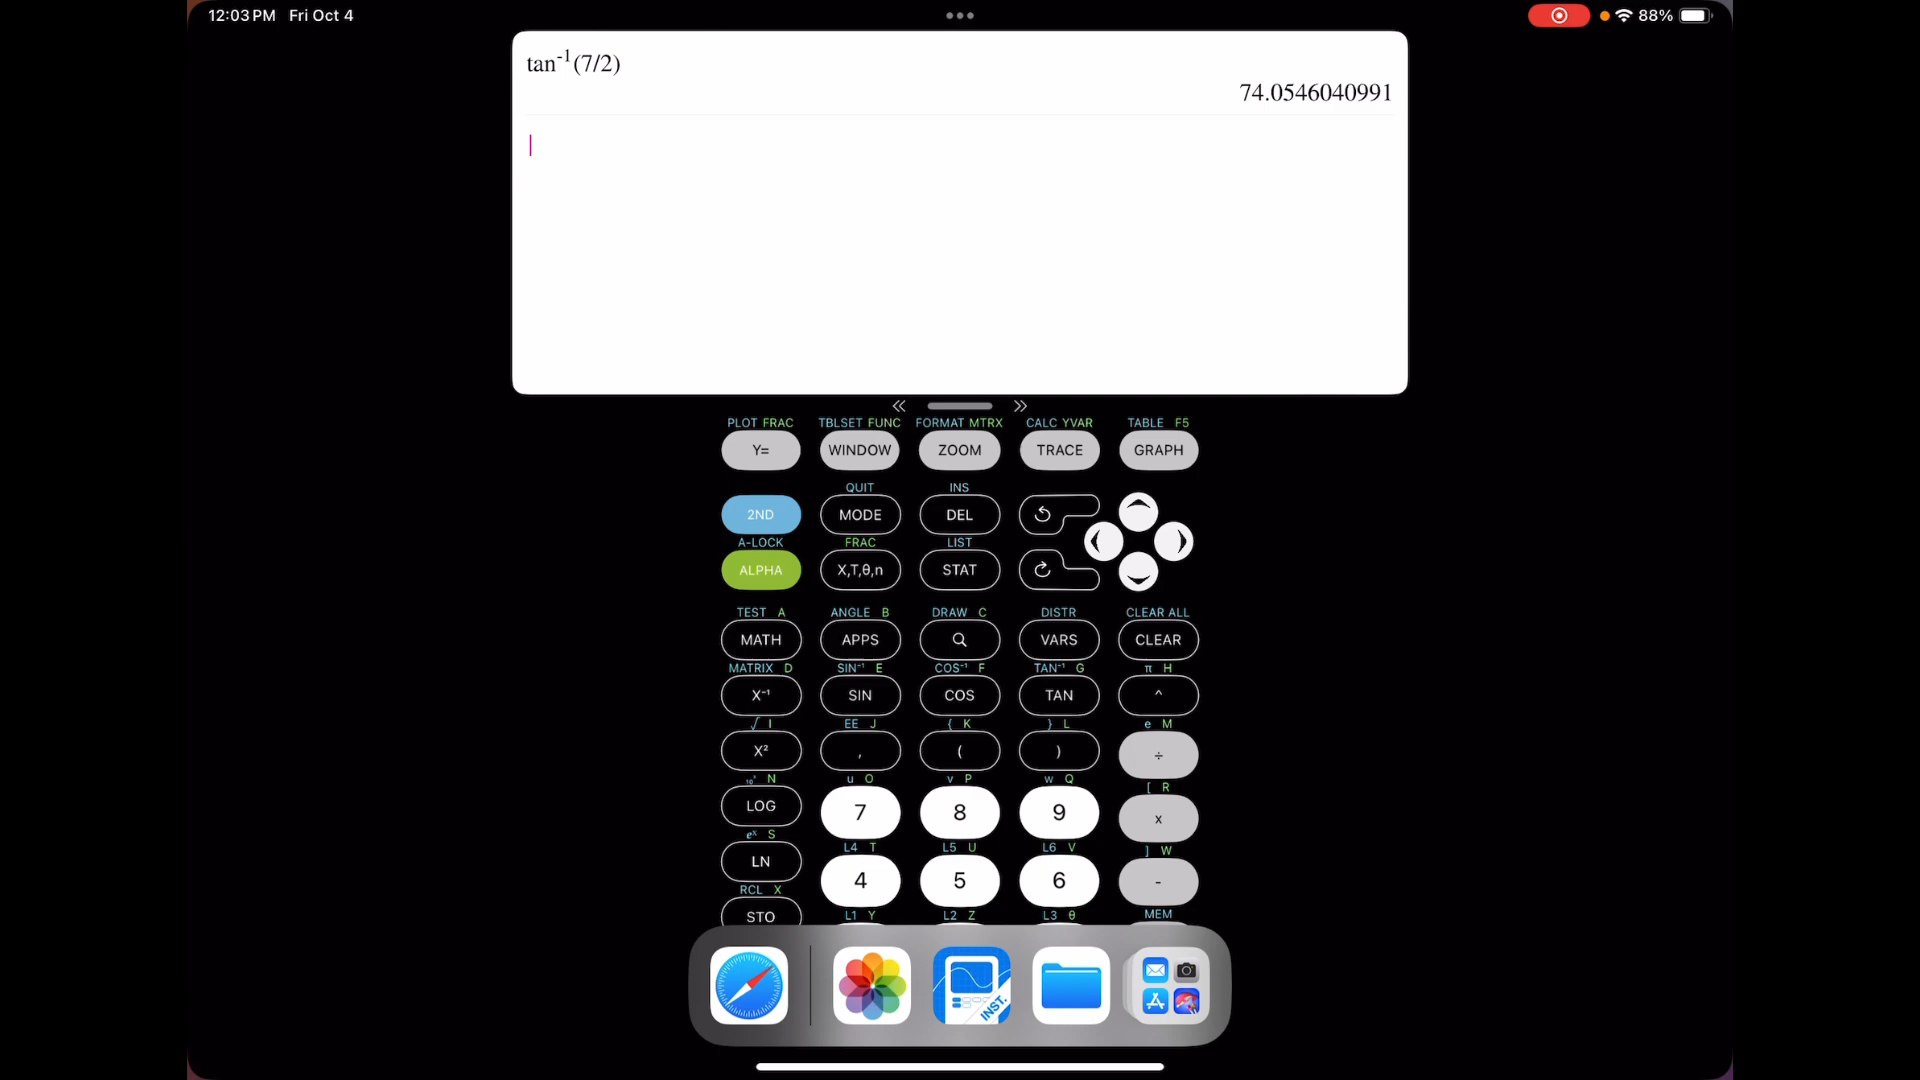 12:03 PM Fri Oct 4
88%
tan⁻¹(7/2)
74.0546040991
PLOT FRAC TBLSET FUNC FORMAT MTRX CALC YVAR TABLE F5
Y= WINDOW ZOOM TRACE GRAPH
QUIT INS
2ND MODE DEL
A-LOCK FRAC LIST
ALPHA X,T,θ,n STAT
TEST A ANGLE B DRAW C DISTR CLEAR ALL
MATH APPS VARS CLEAR
MATRIX D SIN⁻¹ E COS⁻¹ F TAN⁻¹ G π H
X⁻¹ SIN COS TAN ^
√ I EE J { K } L e M
X² , ( ) ÷
10ˣ N u O v P w Q [ R
LOG 7 8 9 x
eˣ S L4 T L5 U L6 V ] W
LN 4 5 6 -
RCL X L1 Y L2 Z L3 θ MEM
STO
INST.